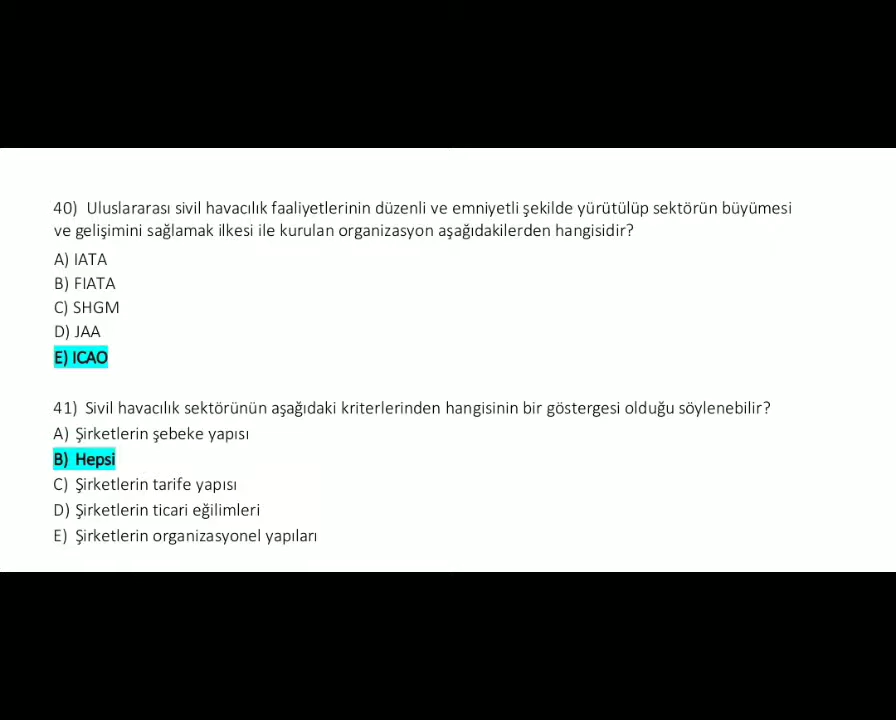 40) Uluslararası sivil havacılık faaliyetlerinin düzenli ve emniyetli şekilde yürütülüp sektörün büyümesi
ve gelişimini sağlamak ilkesi ile kurulan organizasyon aşağıdakilerden hangisidir?
A) IATA
B) FIATA
C) SHGM
D) JAA
E) ICAO
41) Sivil havacılık sektörünün aşağıdaki kriterlerinden hangisinin bir göstergesi olduğu söylenebilir?
A) Şirketlerin şebeke yapısı
B) Hepsi
C) Şirketlerin tarife yapısı
D) Şirketlerin ticari eğilimleri
E) Şirketlerin organizasyonel yapıları